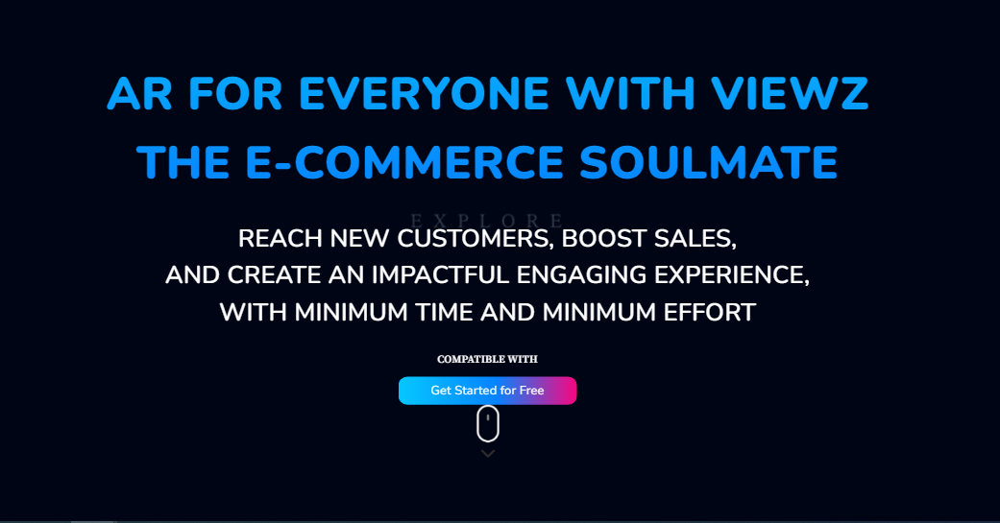 AR FOR EVERYONE WITH VIEWZ
THE E-COMMERCE SOULMATE
EXPLORE
REACH NEW CUSTOMERS, BOOST SALES,
AND CREATE AN IMPACTFUL ENGAGING EXPERIENCE,
WITH MINIMUM TIME AND MINIMUM EFFORT
COMPATIBLE WITH
Get Started for Free